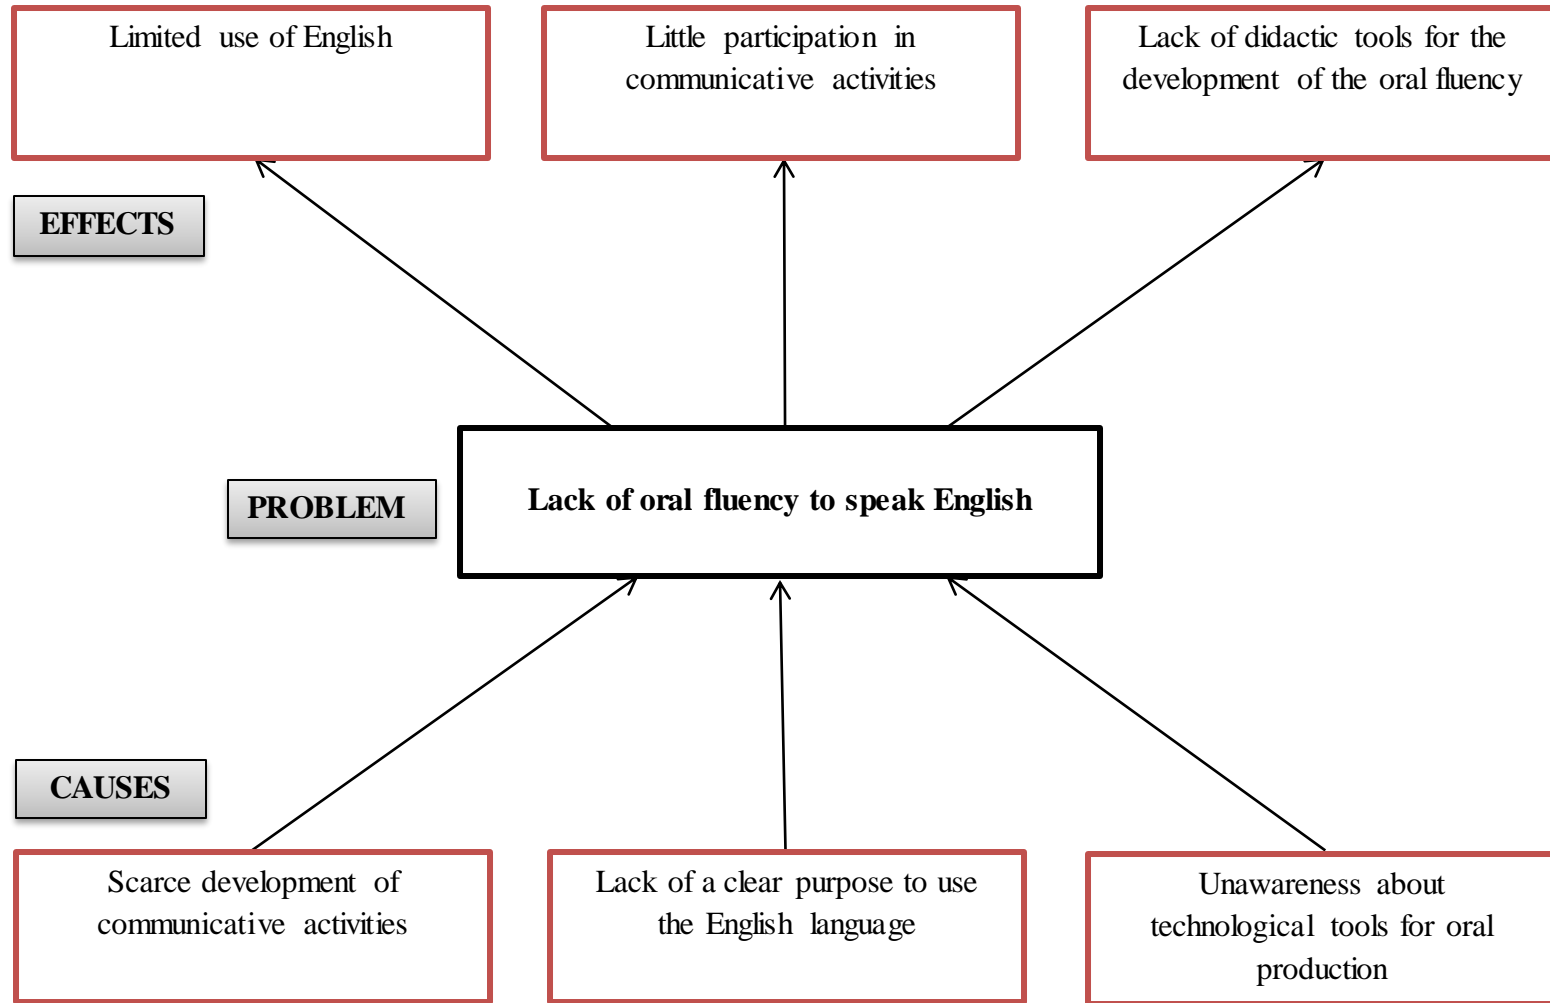 Limited use of English
Little participation in
communicative activities
Lack of didactic tools for the
development of the oral fluency
EFFECTS
PROBLEM
Lack of oral fluency to speak English
CAUSES
Scarce development of
communicative activities
Lack of a clear purpose to use
the English language
Unawareness about
technological tools for oral
production